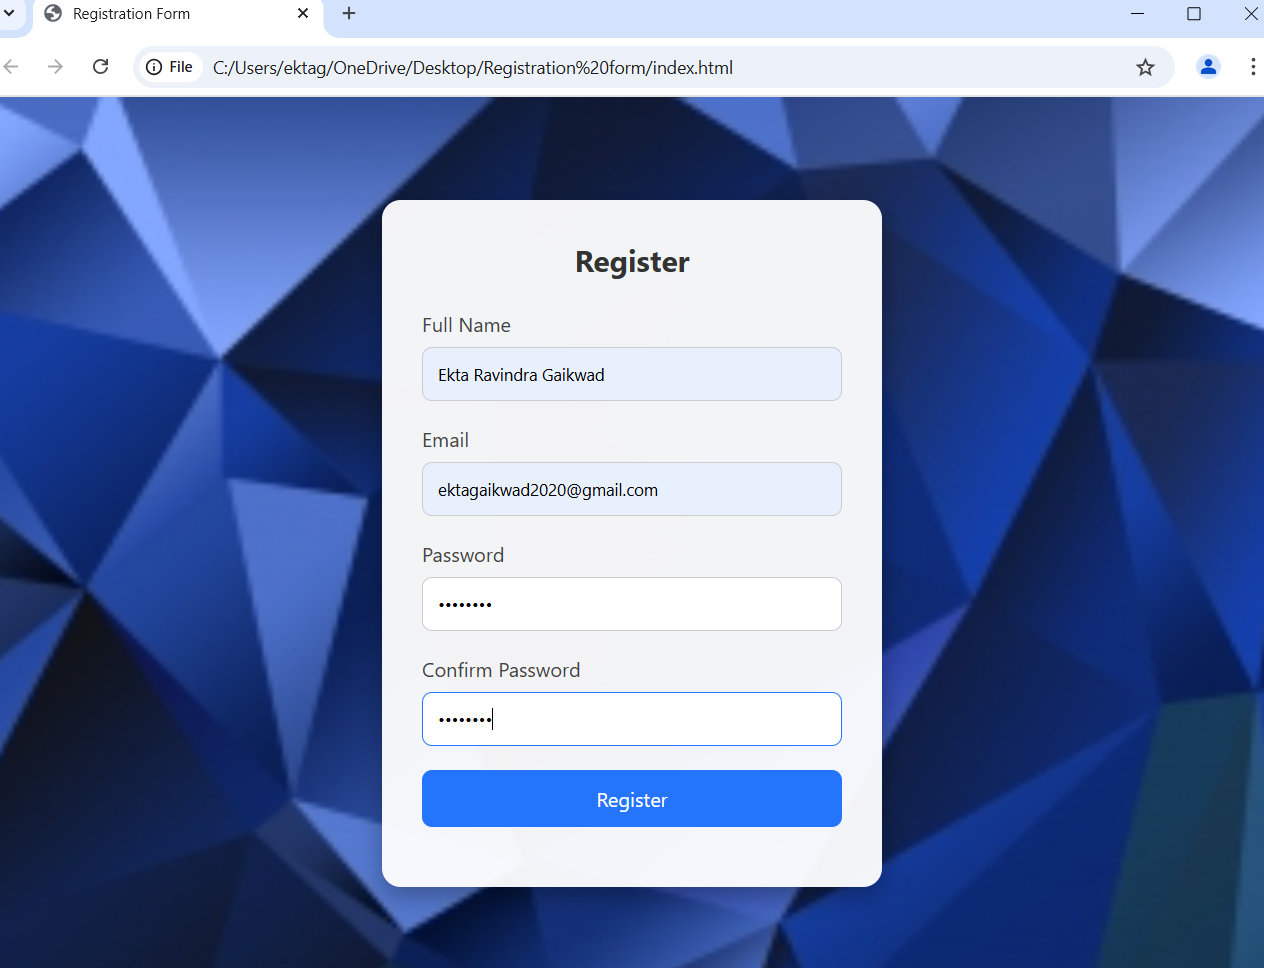 Registration Form
File
C:/Users/ektag/OneDrive/Desktop/Registration%20form/index.html
Register
Full Name
Ekta Ravindra Gaikwad
Email
ektagaikwad2020@gmail.com
Password
••••••••
Confirm Password
••••••••
Register